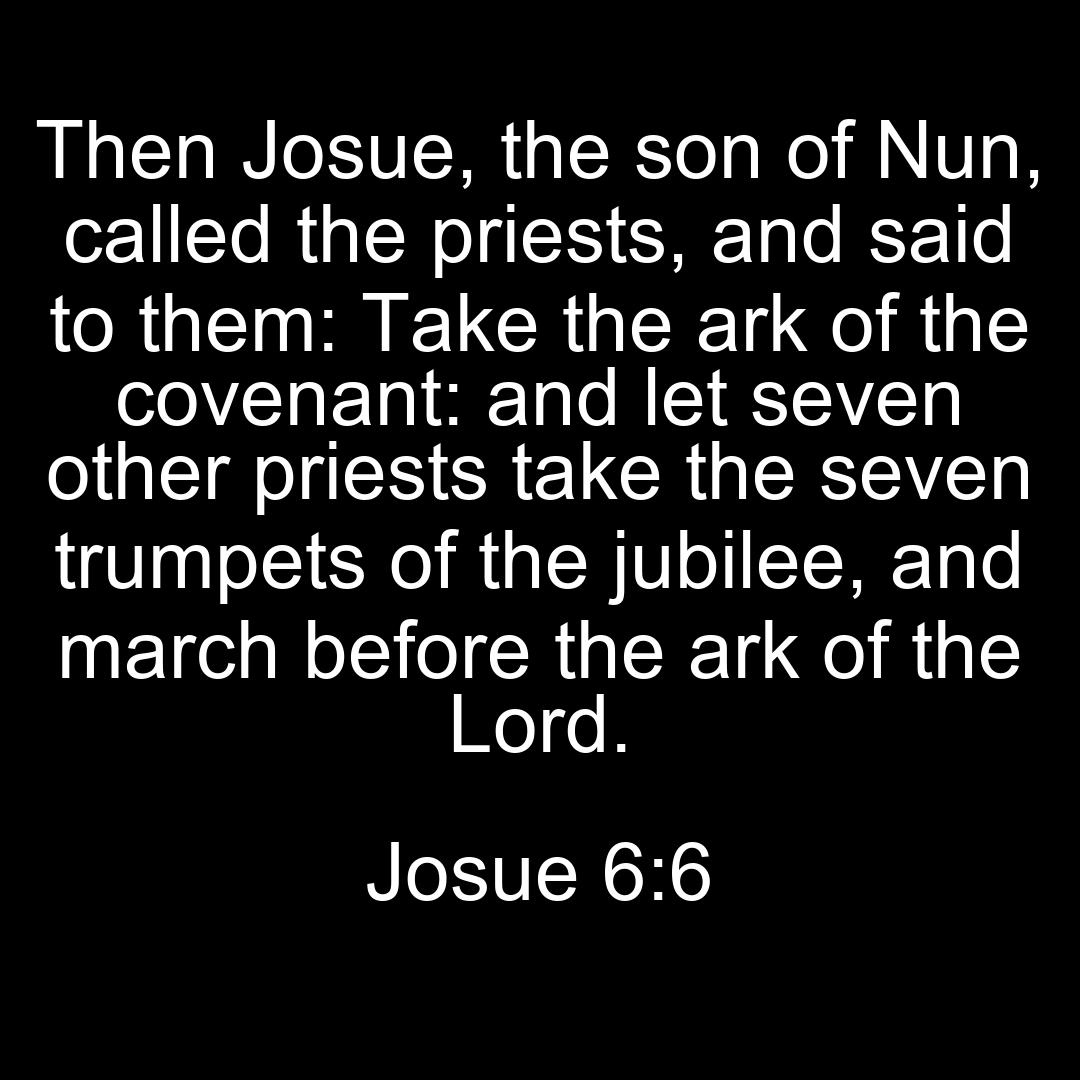 Then Josue, the son of Nun,
called the priests, and said
to them: Take the ark of the
covenant: and let seven
other priests take the seven
trumpets of the jubilee, and
march before the ark of the
Lord.
Josue 6:6